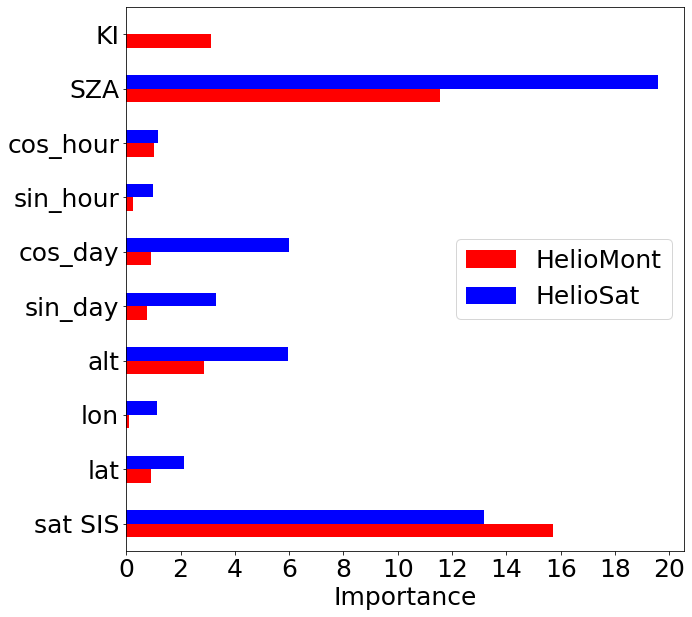 KI
SZA
cos_hour
sin_hour
cos_day
sin_day
alt
lon
lat
sat SIS
HelioMont
HelioSat
0 2 4 6 8 10 12 14 16 18 20
Importance